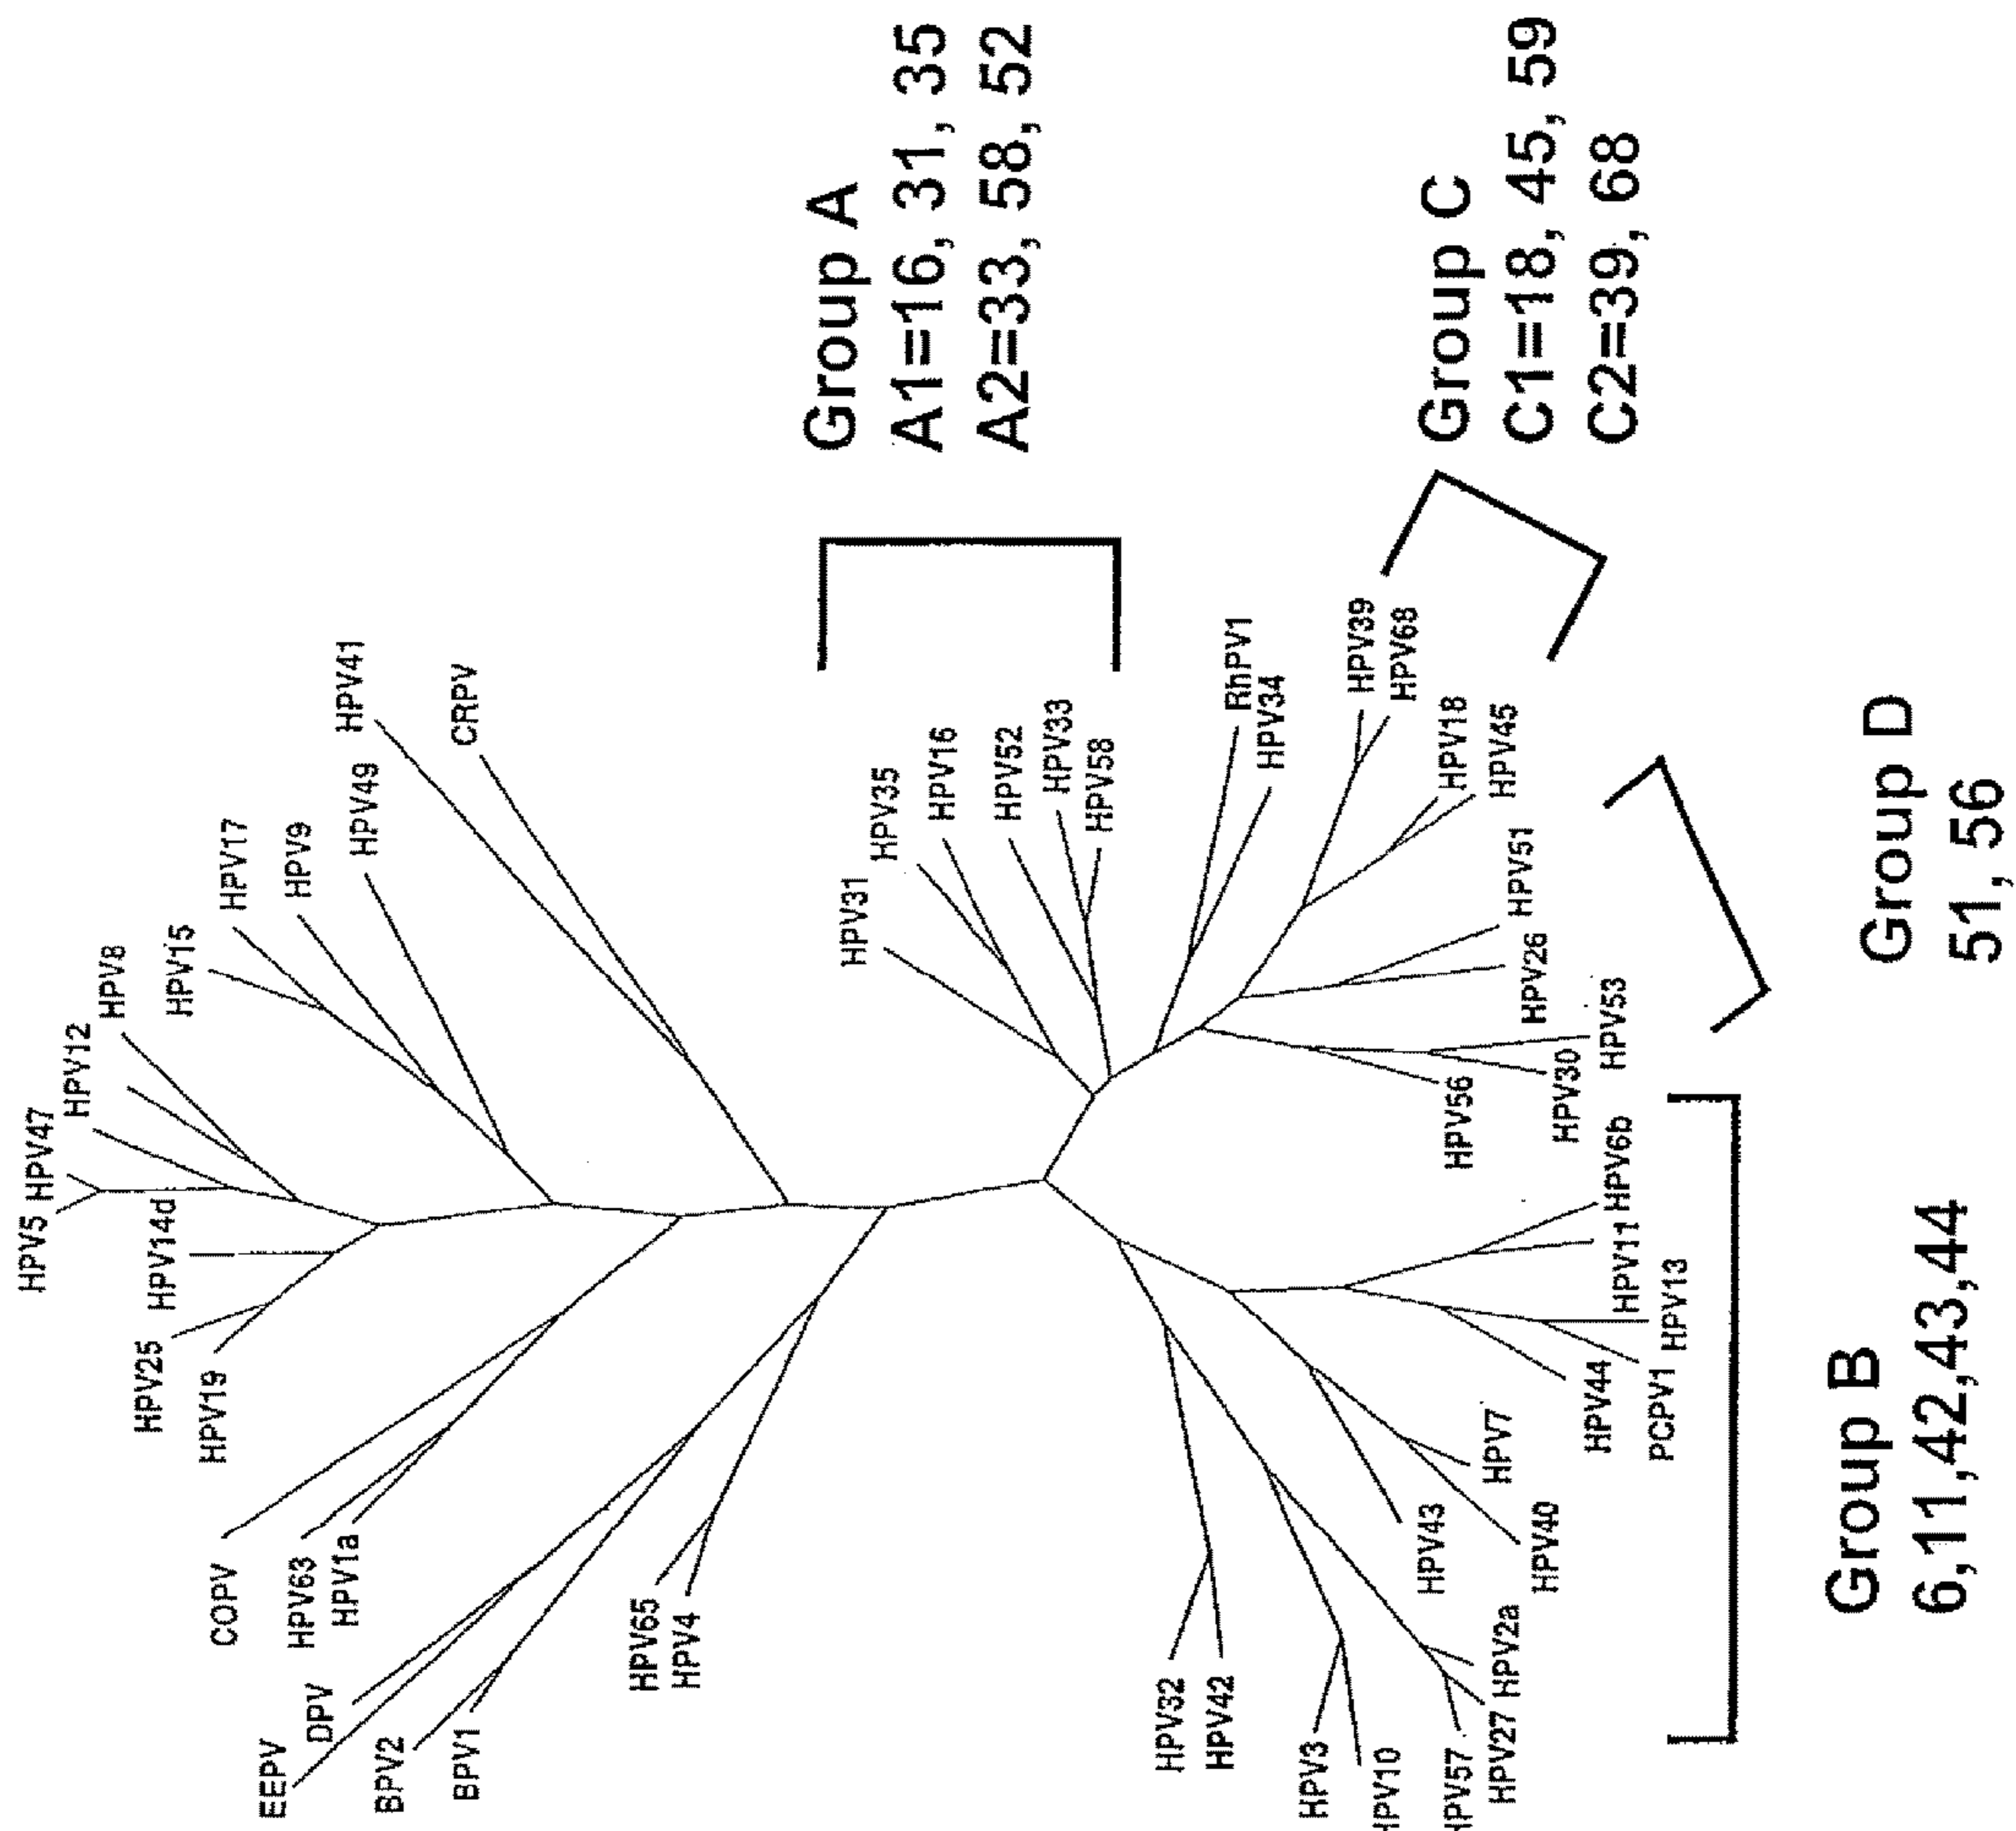 HPV5
HPV47
HPV12
HPV8
HPV15
HPV17
HPV9
HPV49
HPV41
CRPV
HPV14d
HPV25
HPV19
COPV
HPV63
HPV1a
EEPV
DPV
BPV2
BPV1
HPV65
HPV4
HPV31
HPV35
HPV16
HPV52
HPV33
HPV58
RhPV1
HPV34
HPV39
HPV68
HPV18
HPV45
HPV51
HPV26
HPV53
HPV30
HPV56
HPV6b
HPV11
HPV13
PCPV1
HPV44
HPV7
HPV40
HPV43
HPV2a
HPV27
HPV57
HPV10
HPV3
HPV42
HPV32
Group A
A1=16, 31, 35
A2=33, 58, 52
Group C
C1=18, 45, 59
C2=39, 68
Group D
51, 56
Group B
6,11,42,43,44